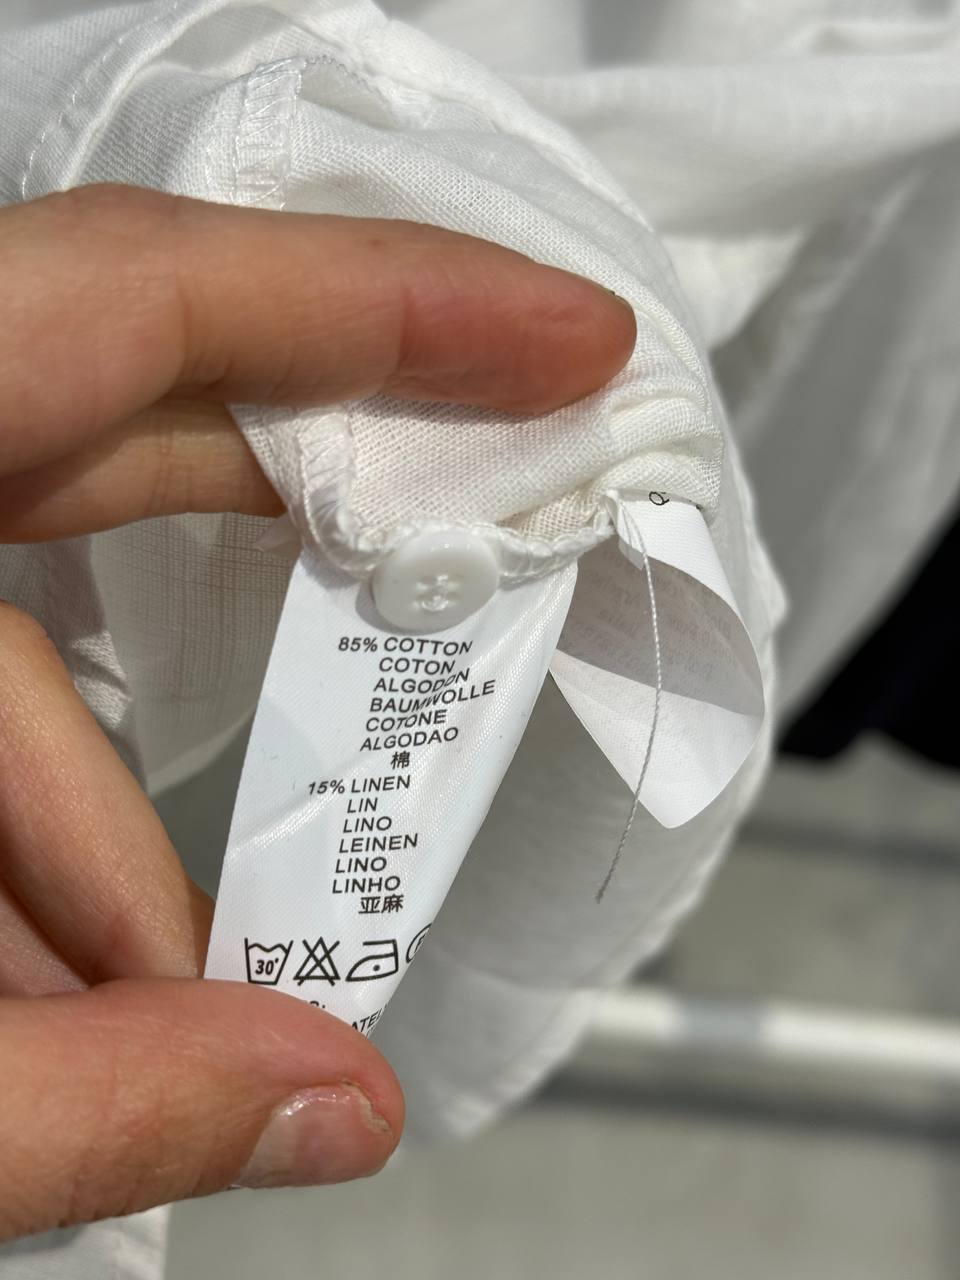 85% COTTON
COTON
ALGODON
BAUMWOLLE
COTONE
ALGODAO
棉
15% LINEN
LIN
LINO
LEINEN
LINO
LINHO
亚麻
30°